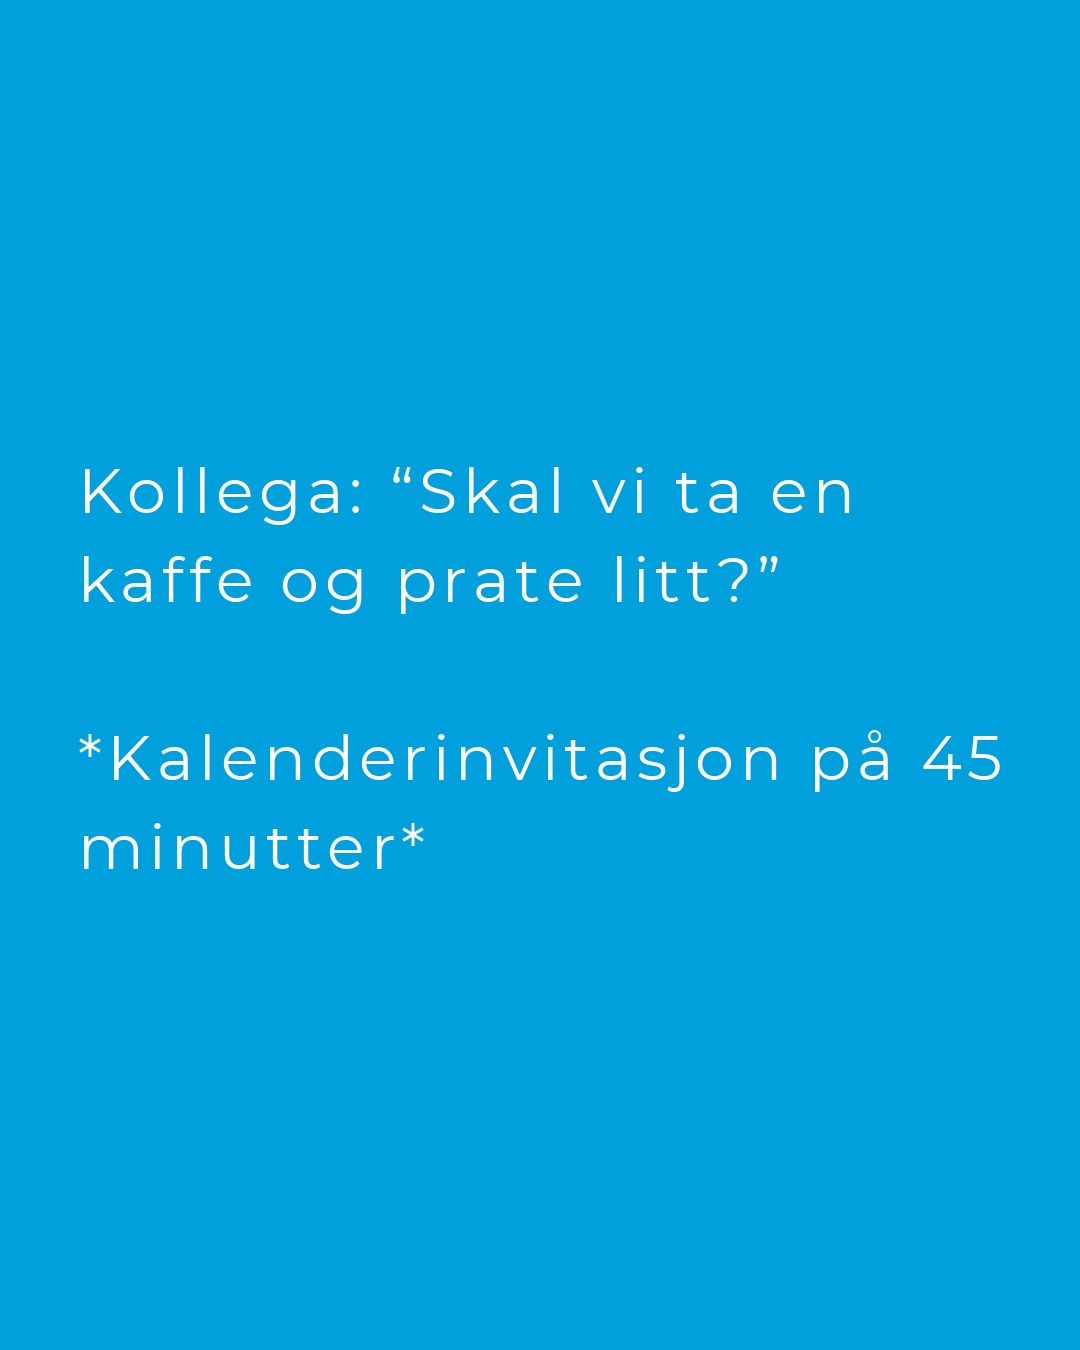 Kollega: “Skal vi ta en
kaffe og prate litt?”
*Kalenderinvitasjon på 45
minutter*